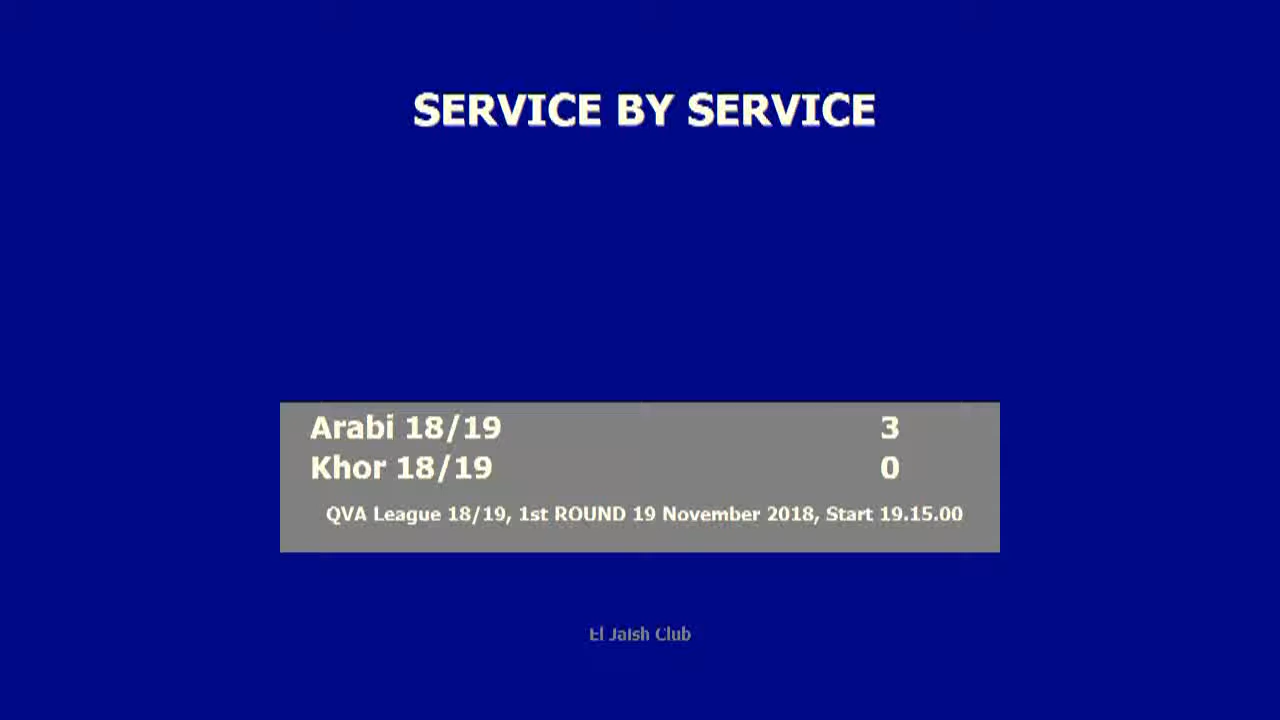 SERVICE BY SERVICE
Arabi 18/19 3
Khor 18/19 0
QVA League 18/19, 1st ROUND 19 November 2018, Start 19.15.00
El Jaish Club